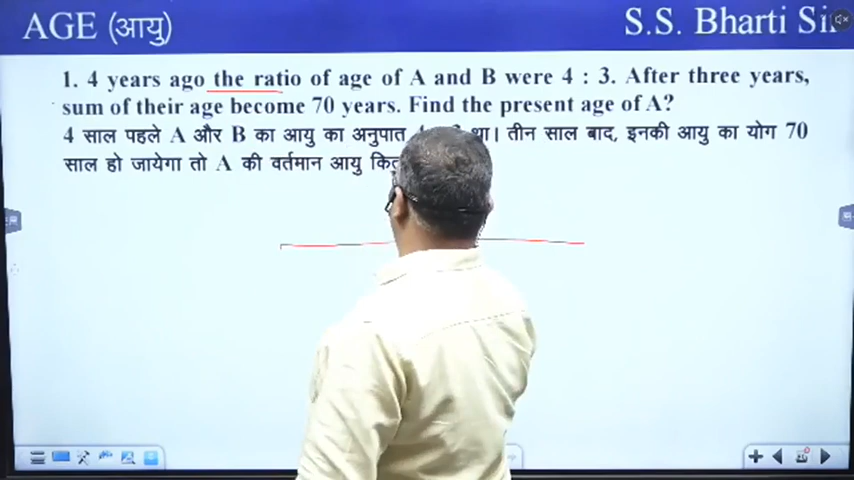 AGE (आयु)
S.S. Bharti Sir
1. 4 years ago the ratio of age of A and B were 4 : 3. After three years,
sum of their age become 70 years. Find the present age of A?
4 साल पहले A और B का आयु का अनुपात था। तीन साल बाद, इनकी आयु का योग 70
साल हो जायेगा तो A की वर्तमान आयु